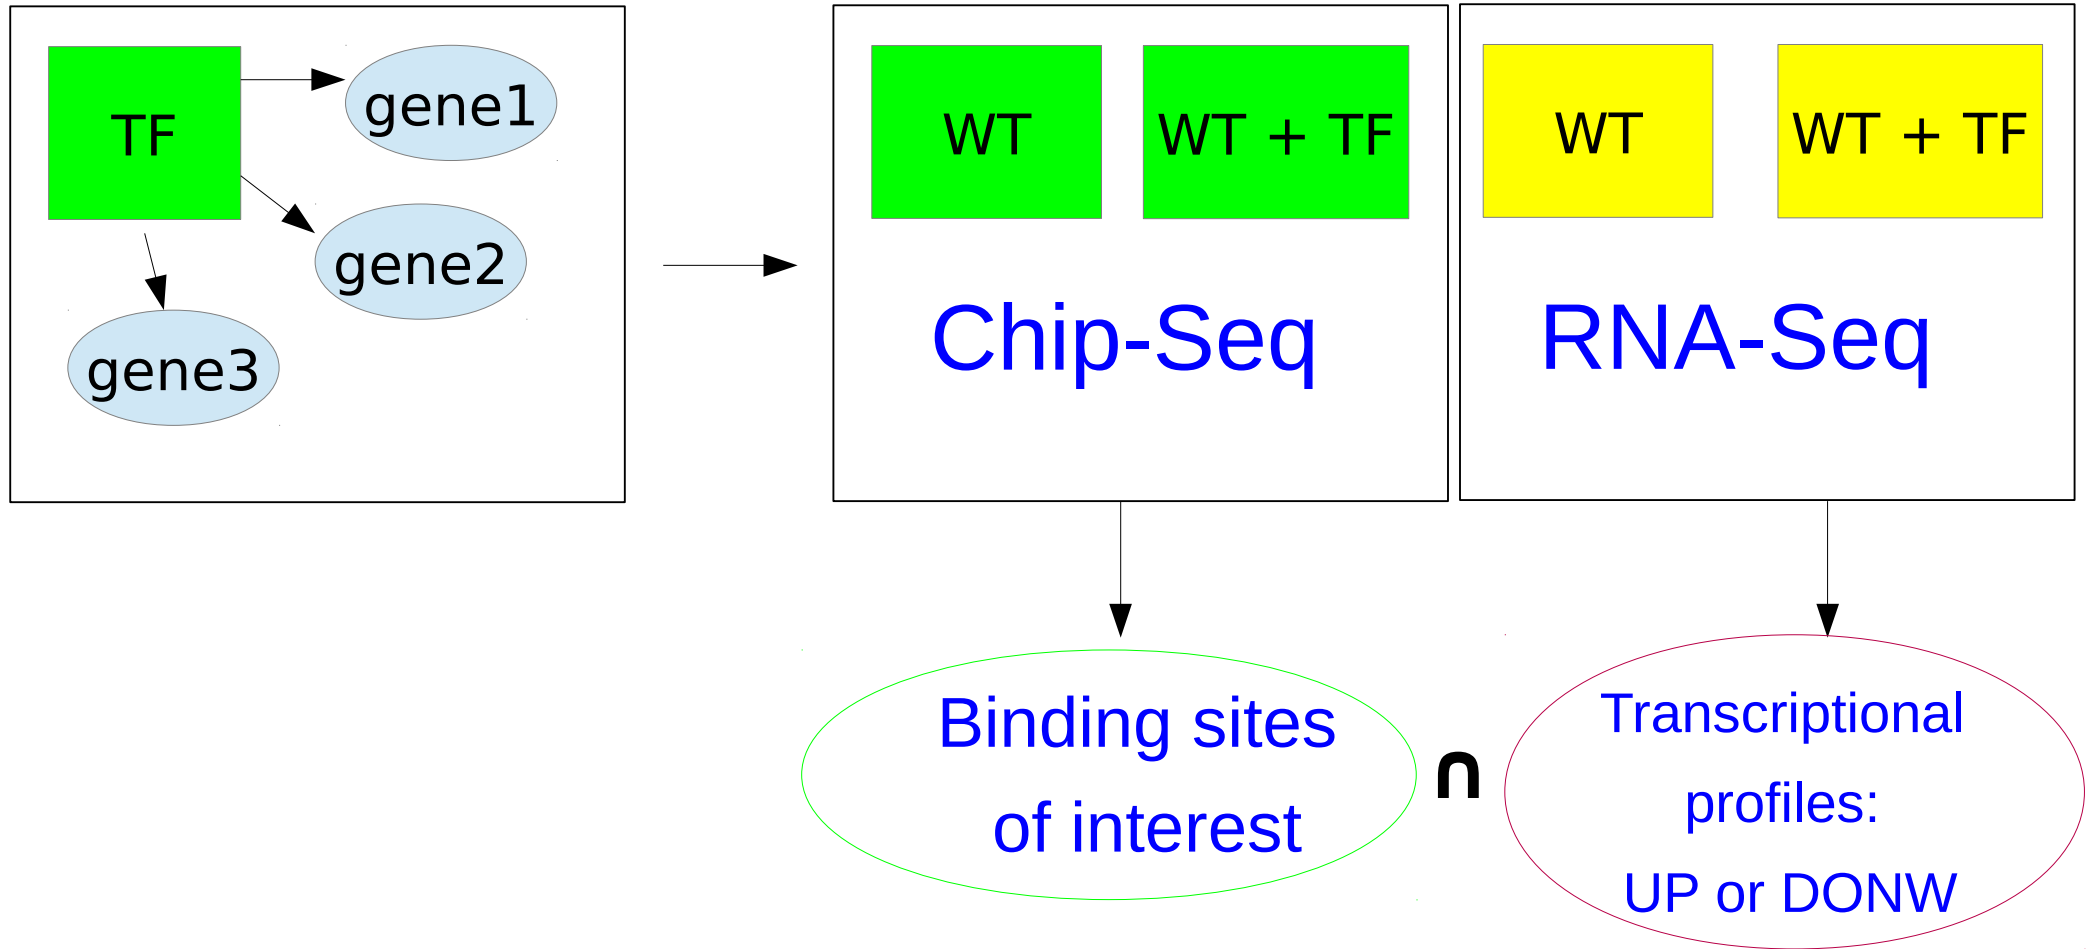 TF
gene1
gene2
gene3
WT
WT + TF
Chip-Seq
WT
WT + TF
RNA-Seq
Binding sites
of interest
∩
Transcriptional
profiles:
UP or DONW